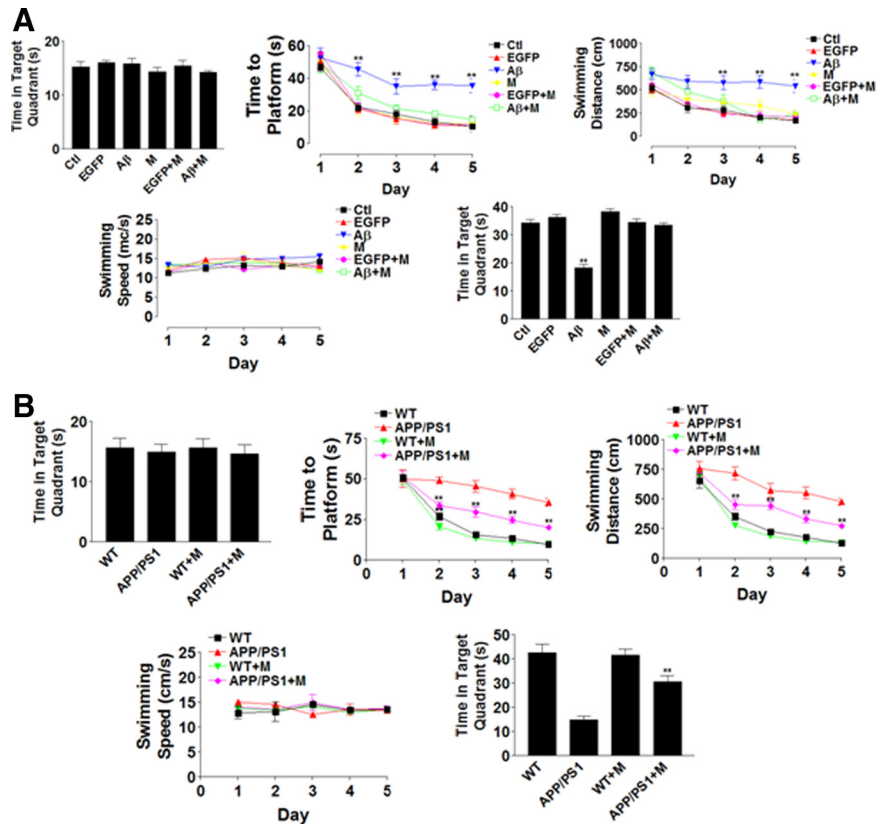 A
Time In Target
Quadrant (s)
20
15
10
5
0
Ctl
EGFP
Aβ
M
EGFP+M
Aβ+M
Time to
Platform (s)
60
40
20
0
1 2 3 4 5
Day
** ** ** **
Ctl
EGFP
Aβ
M
EGFP+M
Aβ+M
Swimming
Distance (cm)
1000
750
500
250
0
1 2 3 4 5
Day
** ** **
Ctl
EGFP
Aβ
M
EGFP+M
Aβ+M
Swimming
Speed (mc/s)
25
20
15
10
5
0
1 2 3 4 5
Day
Ctl
EGFP
Aβ
M
EGFP+M
Aβ+M
Time In Target
Quadrant (s)
40
30
20
10
0
**
Ctl
EGFP
Aβ
M
EGFP+M
Aβ+M
B
Time In Target
Quadrant (s)
20
10
0
WT
APP/PS1
WT+M
APP/PS1+M
WT
APP/PS1
WT+M
APP/PS1+M
Time to
Platform (s)
75
50
25
0
** ** ** **
**
0 1 2 3 4 5
Day
WT
APP/PS1
WT+M
APP/PS1+M
Swimming
Distance (cm)
1000
750
500
250
0
** ** ** **
0 1 2 3 4 5
Day
WT
APP/PS1
WT+M
APP/PS1+M
Swimming
Speed (cm/s)
25
20
15
10
5
0
0 1 2 3 4 5
Day
Time In Target
Quadrant (s)
50
40
30
20
10
0
**
WT
APP/PS1
WT+M
APP/PS1+M